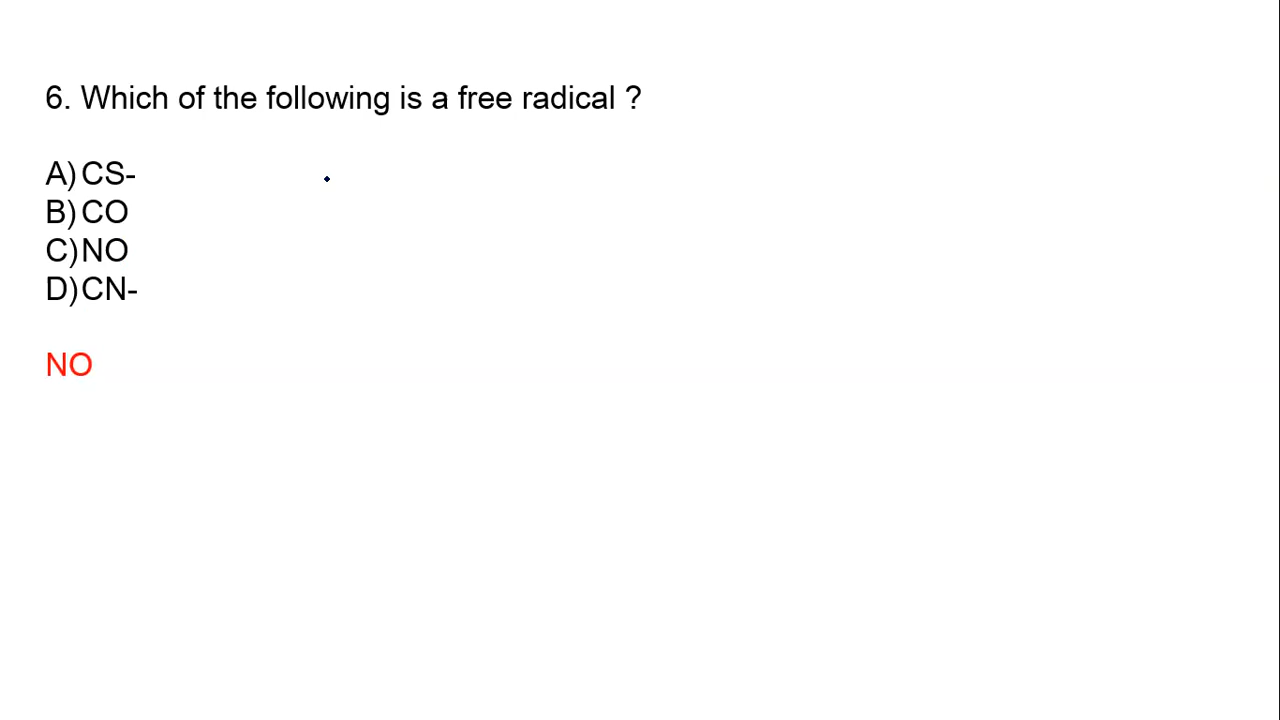 6. Which of the following is a free radical ?
A) CS-
B) CO
C) NO
D) CN-
NO